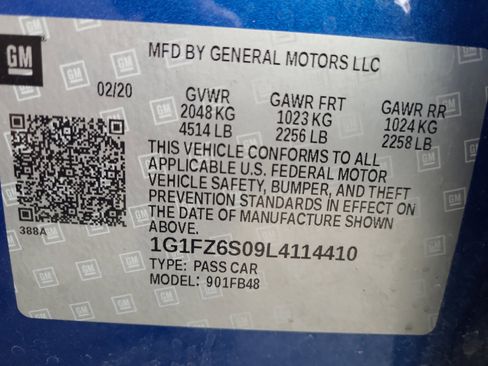 GM
MFD BY GENERAL MOTORS LLC
02/20 GVWR GAWR FRT GAWR RR
2048 KG 1023 KG 1024 KG
4514 LB 2256 LB 2258 LB
THIS VEHICLE CONFORMS TO ALL
APPLICABLE U.S. FEDERAL MOTOR
VEHICLE SAFETY, BUMPER, AND THEFT
PREVENTION STANDARDS IN EFFECT ON
THE DATE OF MANUFACTURE SHOWN
ABOVE.
388A
1G1FZ6S09L4114410
TYPE: PASS CAR
MODEL: 901FB48